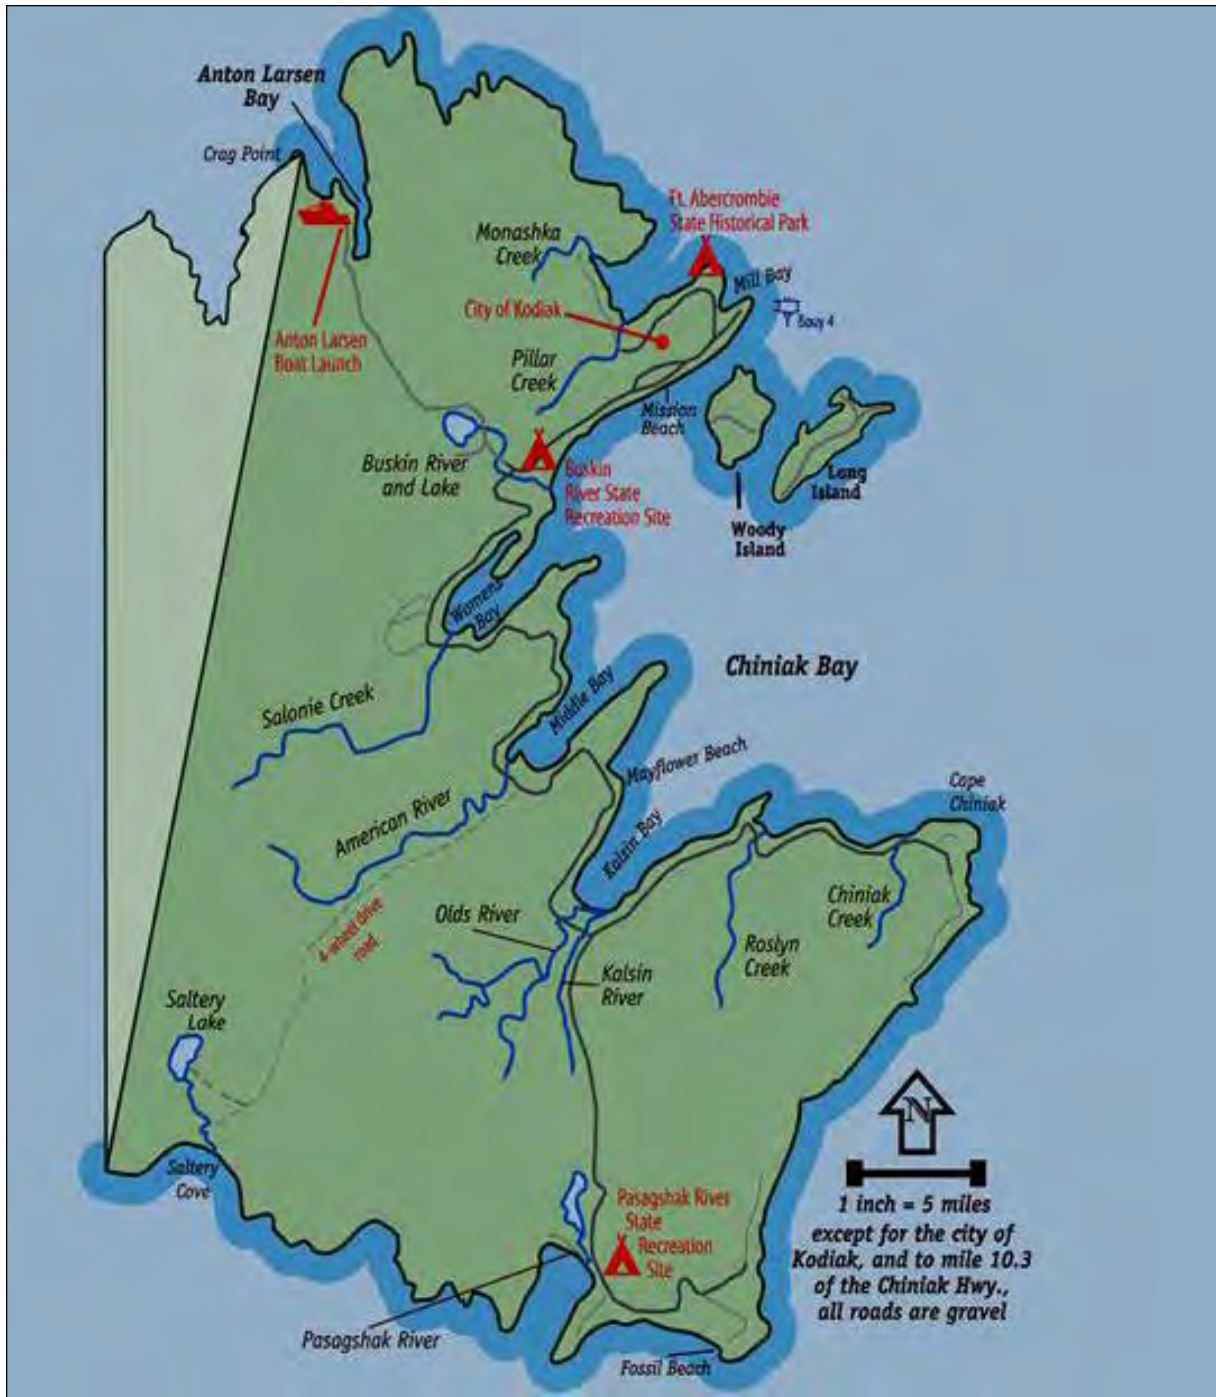 Anton Larsen
Bay
Crag Point
Ft. Abercrombie
State Historical Park
Monashka
Creek
Mill Bay
City of Kodiak
Bouy 4
Anton Larsen
Boat Launch
Pillar
Creek
Mission
Beach
Buskin River
and Lake
Buskin
River State
Recreation Site
Long
Island
Woody
Island
Womens
Bay
Chiniak Bay
Salonie Creek
Middle Bay
Mayflower Beach
Cape
Chiniak
American River
Kalsin Bay
Chiniak
Creek
Olds River
4-wheel drive
road
Roslyn
Creek
Kalsin
River
Saltery
Lake
N
Saltery
Cove
Pasagshak River
State
Recreation
Site
1 inch = 5 miles
except for the city of
Kodiak, and to mile 10.3
of the Chiniak Hwy.,
all roads are gravel
Pasagshak River
Fossil Beach